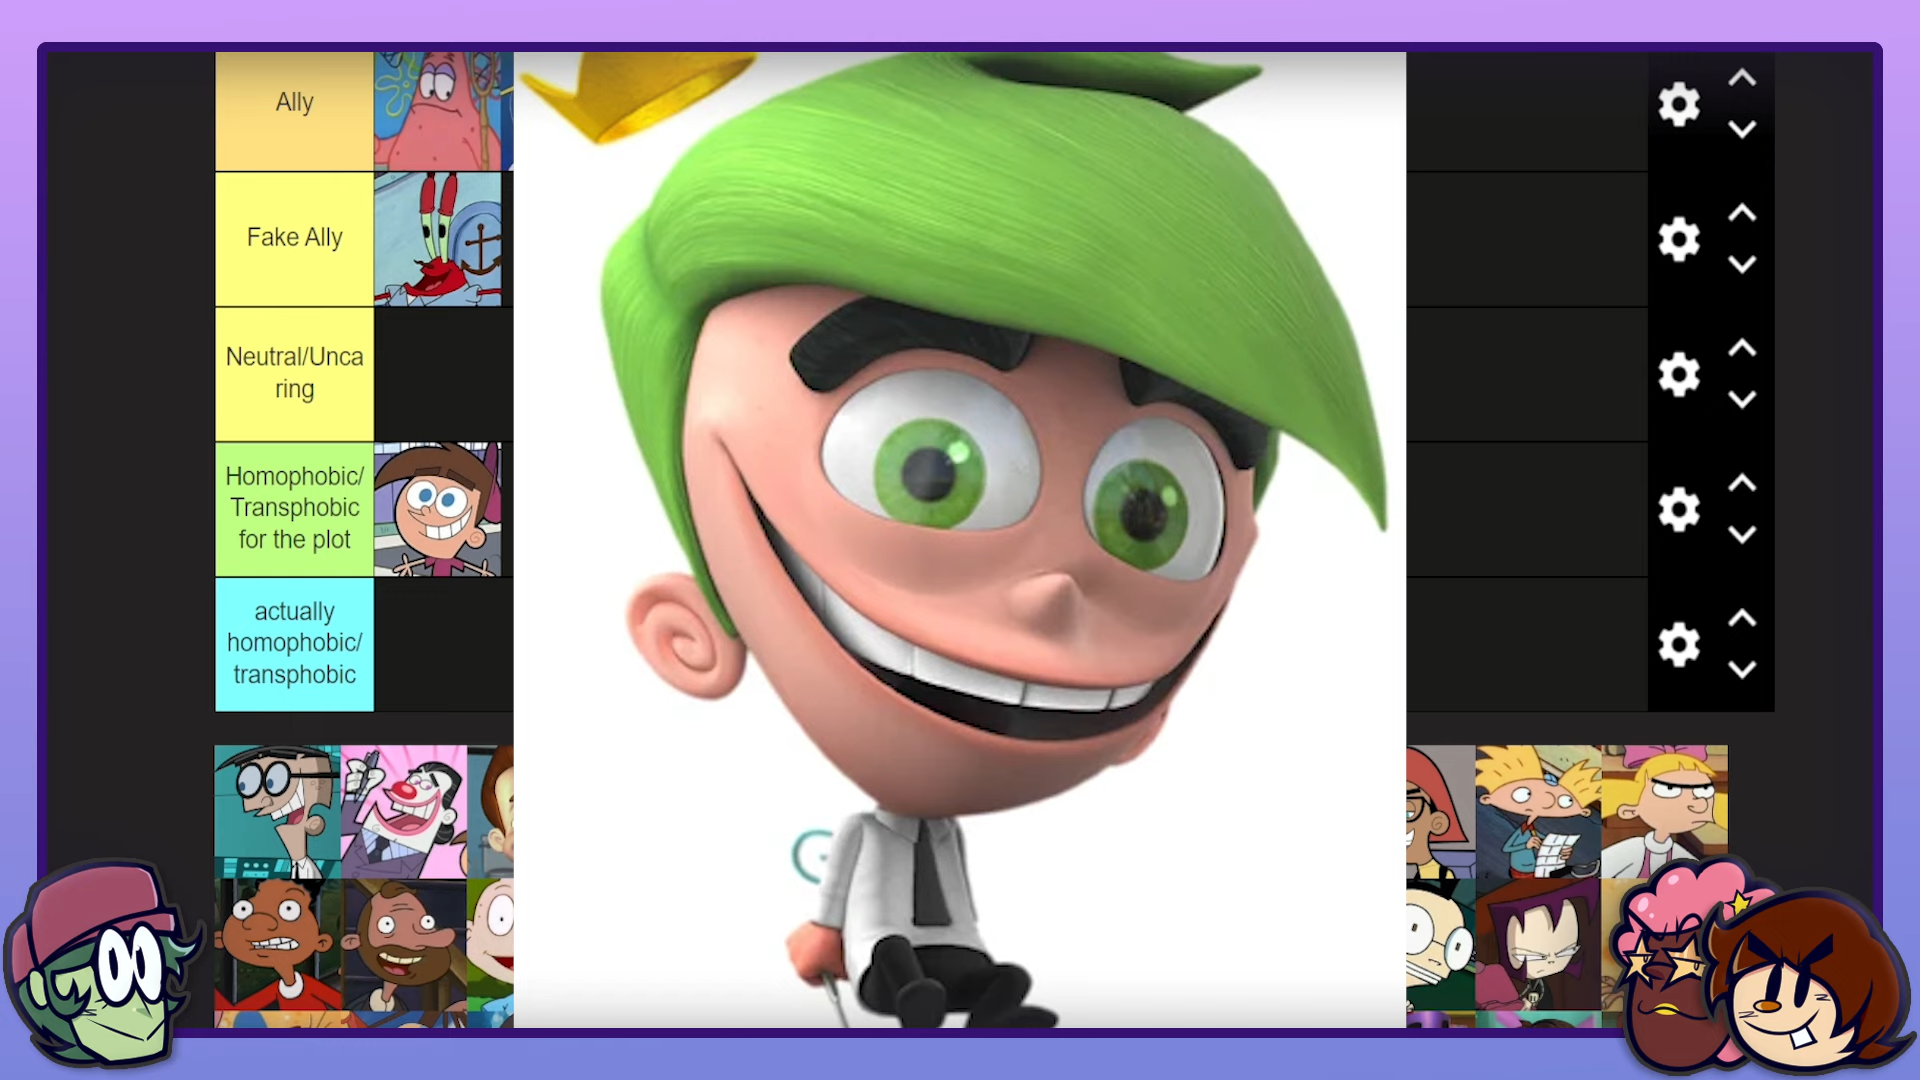 Ally
Fake Ally
Neutral/Unca
ring
Homophobic/
Transphobic
for the plot
actually
homophobic/
transphobic